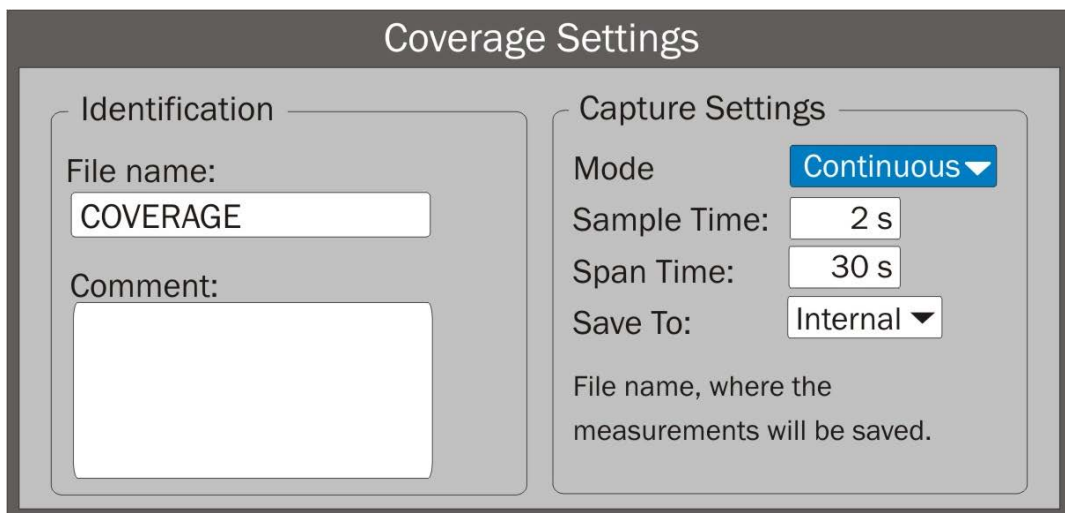 Coverage Settings
Identification
File name:
COVERAGE
Comment:
Capture Settings
Mode Continuous
Sample Time: 2 s
Span Time: 30 s
Save To: Internal
File name, where the
measurements will be saved.